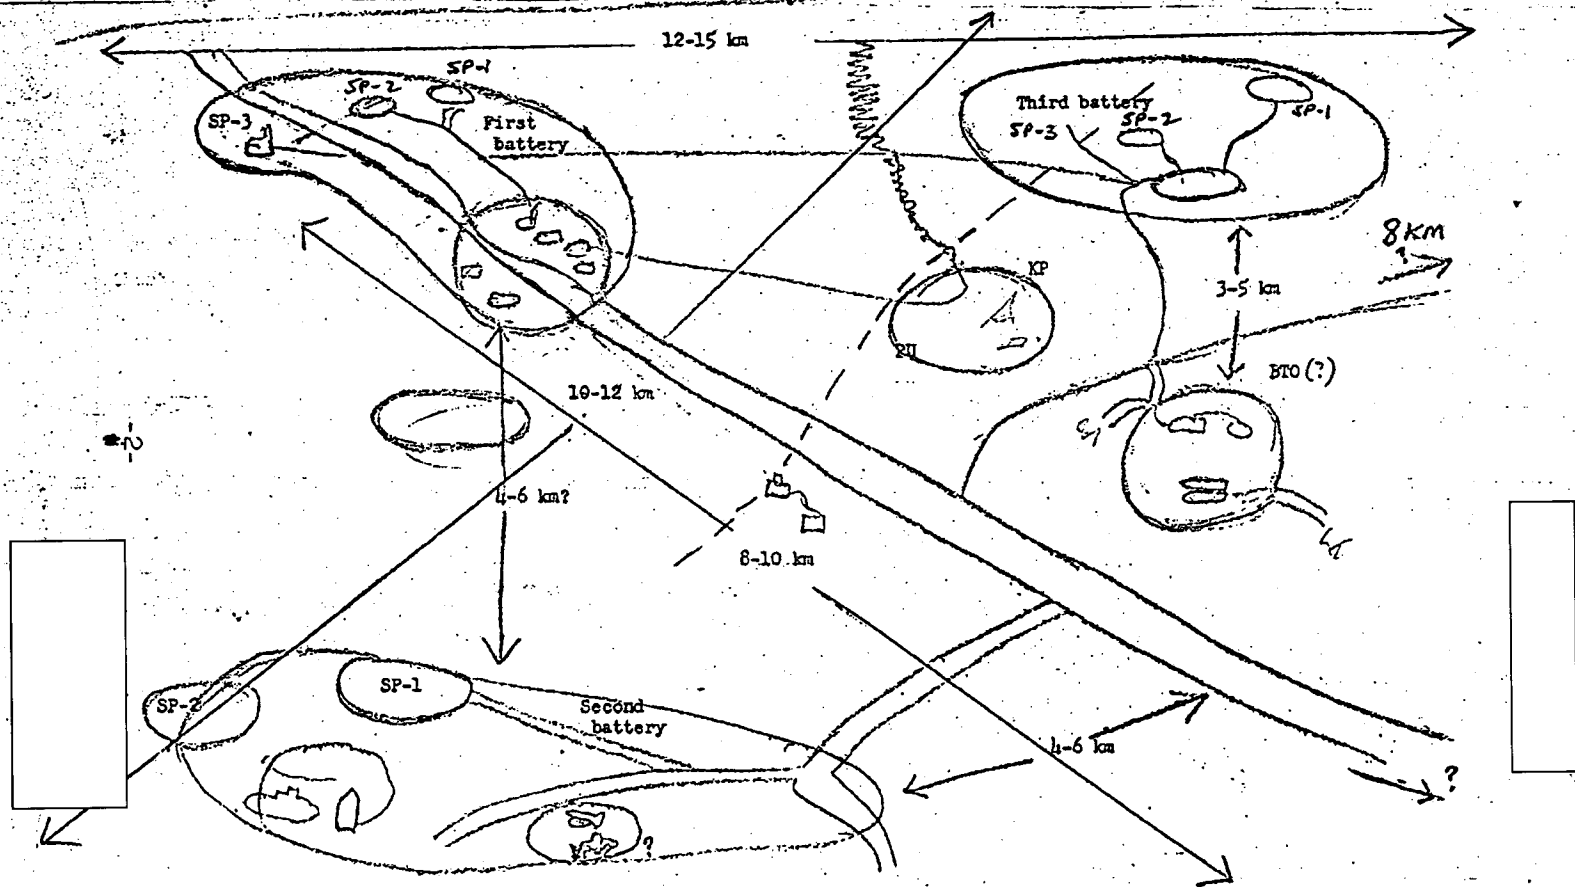 12-15 km
SP-1
SP-2
SP-3
First
battery
Third battery
SP-1
SP-2
SP-3
8 KM
?
KP
3-5 km
PU
BTO (?)
10-12 km
4-6 km?
8-10 km
SP-1
SP-2
Second
battery
4-6 km
?
?